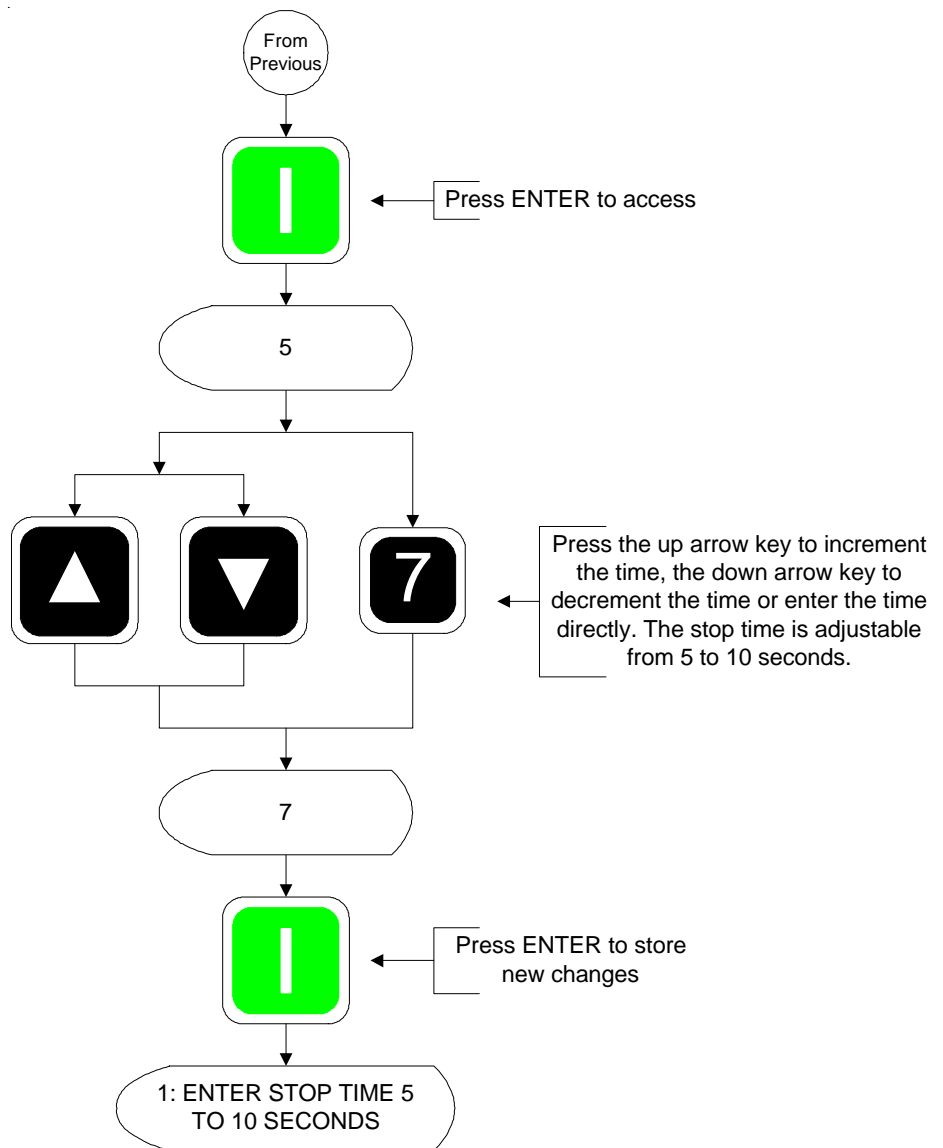 From
Previous
Press ENTER to access
5
7
Press the up arrow key to increment
the time, the down arrow key to
decrement the time or enter the time
directly. The stop time is adjustable
from 5 to 10 seconds.
7
Press ENTER to store
new changes
1: ENTER STOP TIME 5
TO 10 SECONDS